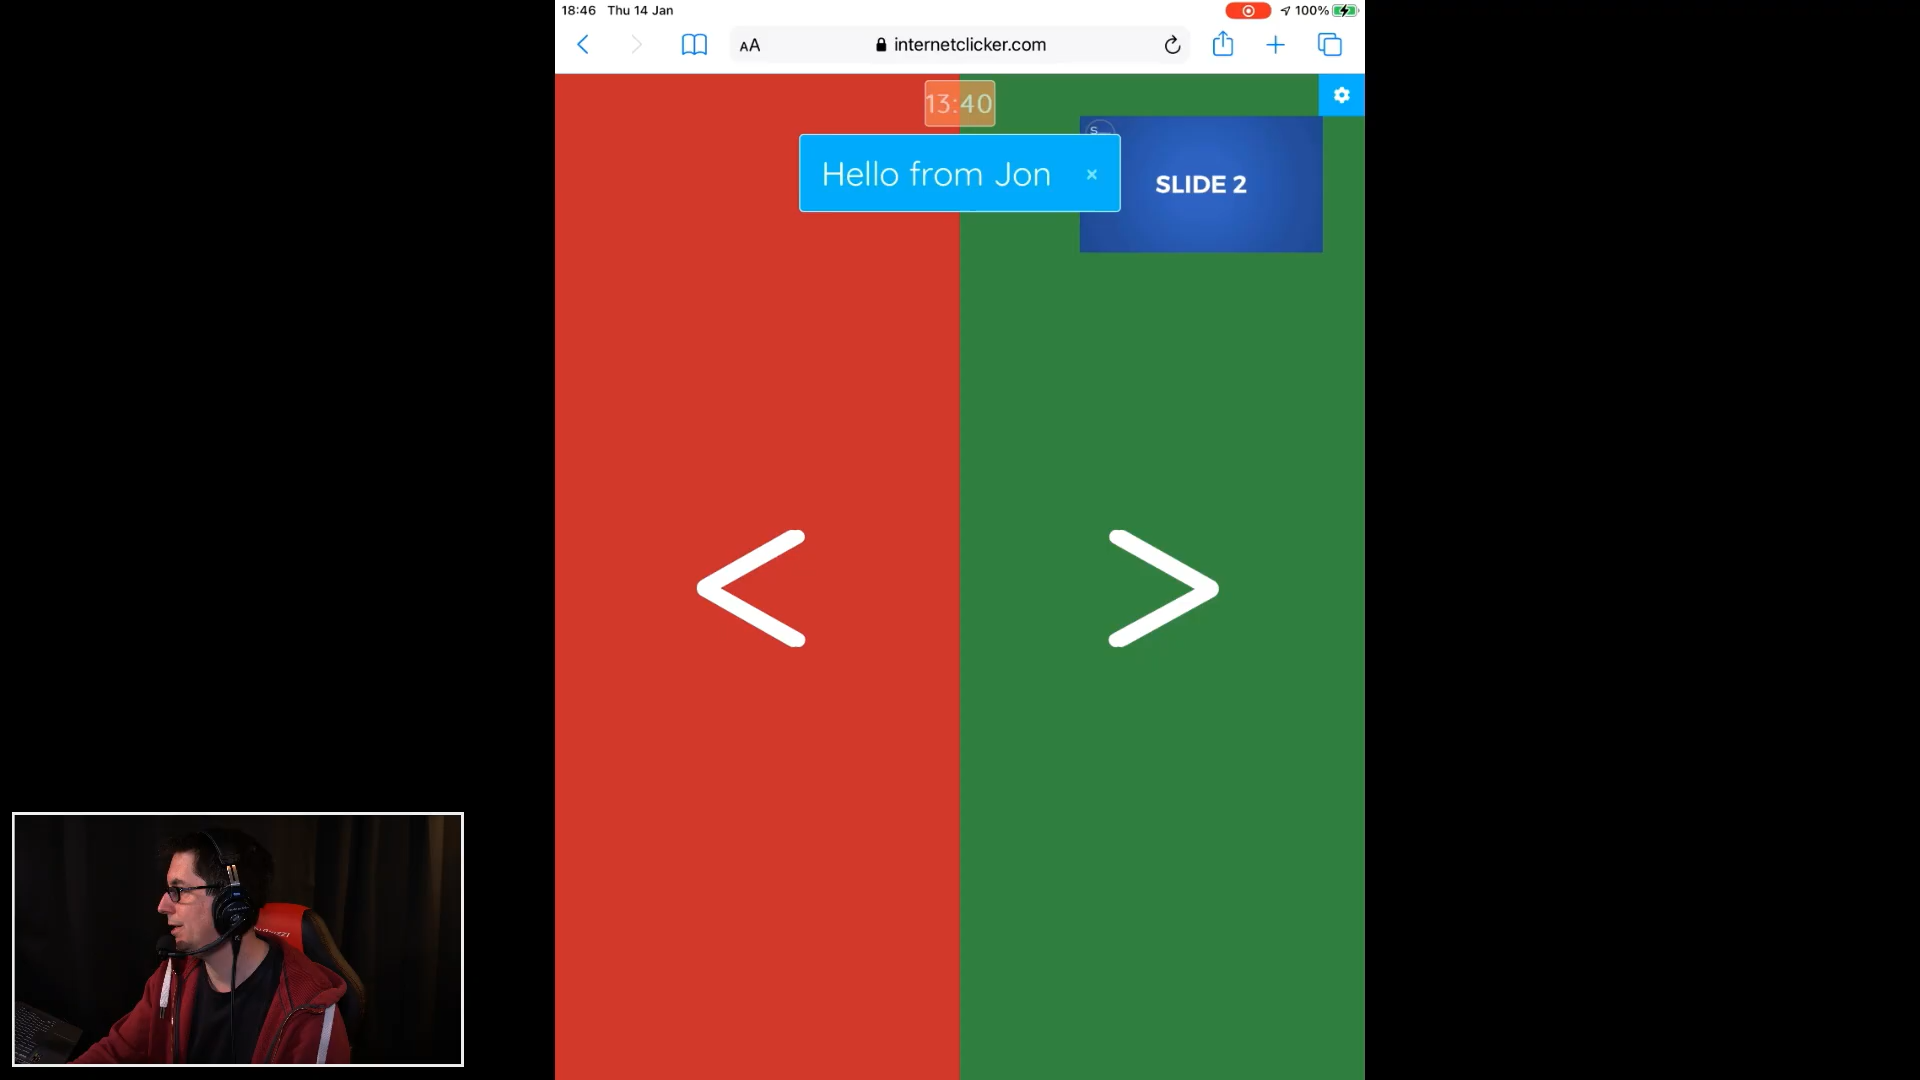 18:46 Thu 14 Jan
100%
AA
internetclicker.com
13:40
Hello from Jon ×
S
SLIDE 2
< >